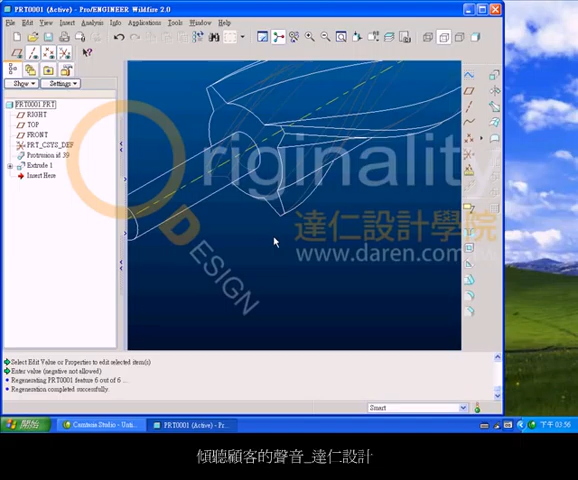 PRT0001 (Active) - Pro/ENGINEER Wildfire 2.0
File Edit View Insert Analysis Info Applications Tools Window Help
Show Settings
PRT0001.PRT
RIGHT
TOP
FRONT
PRT_CSYS_DEF
Protrusion id 39
Extrude 1
Insert Here
Originality
DESIGN
達仁設計學院
www.daren.com.tw
Select Edit Value or Properties to edit selected item(s)
Enter value (negative not allowed)
Regenerating PRT0001 feature 6 out of 6 ...
Regeneration completed successfully.
Smart
開始
Camtasia Studio - Unti...
PRT0001 (Active) - Pr...
下午 03:56
傾聽顧客的聲音_達仁設計